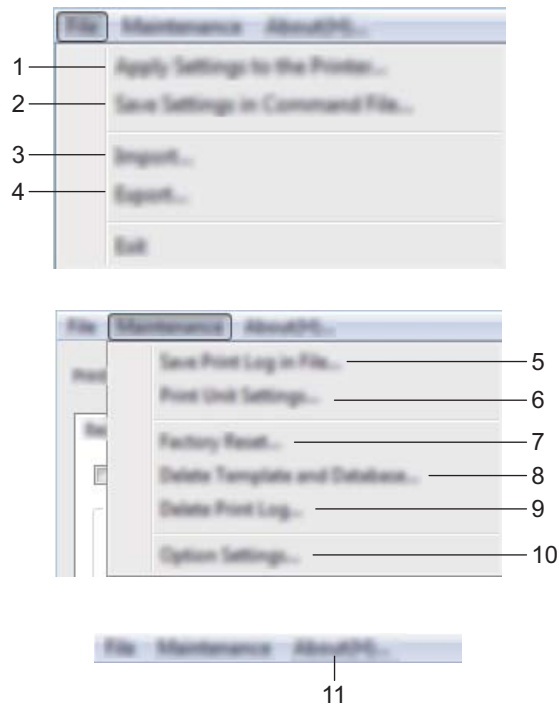 File Maintenance About(H)...
1 Apply Settings to the Printer...
2 Save Settings in Command File...
3 Import...
4 Export...
Exit
File Maintenance About(H)...
Save Print Log in File... 5
Print Unit Settings... 6
Factory Reset... 7
Delete Template and Database... 8
Delete Print Log... 9
Option Settings... 10
File Maintenance About(H)...
11